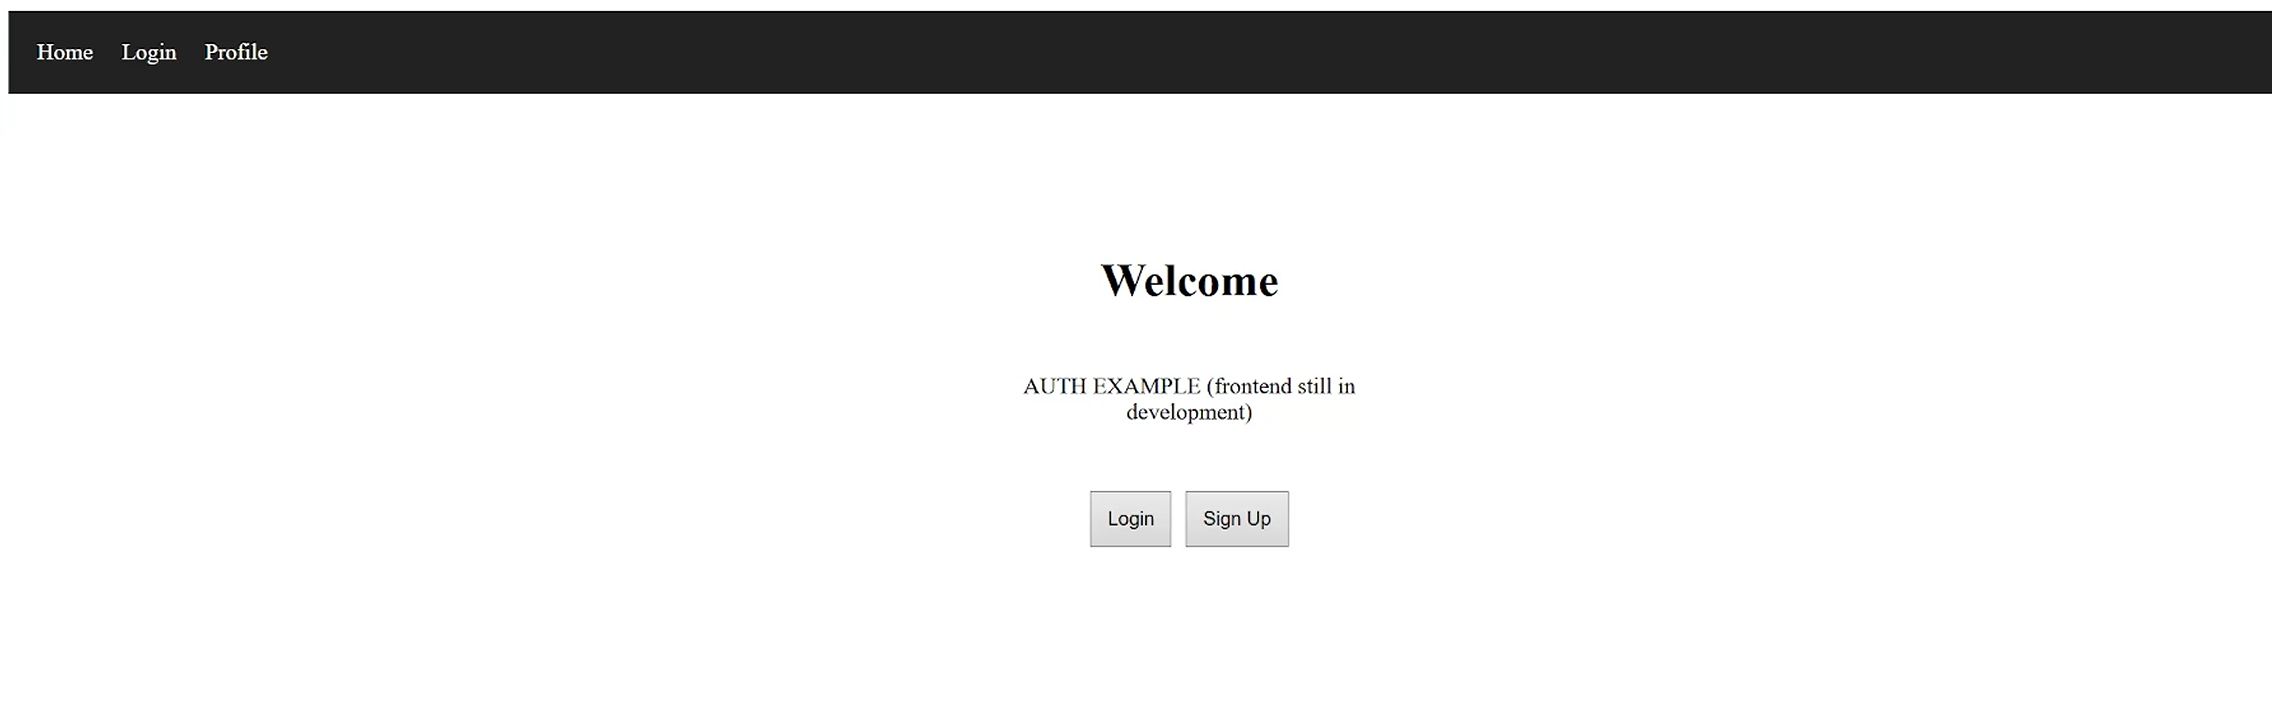 Home Login Profile
Welcome
AUTH EXAMPLE (frontend still in
development)
Login Sign Up